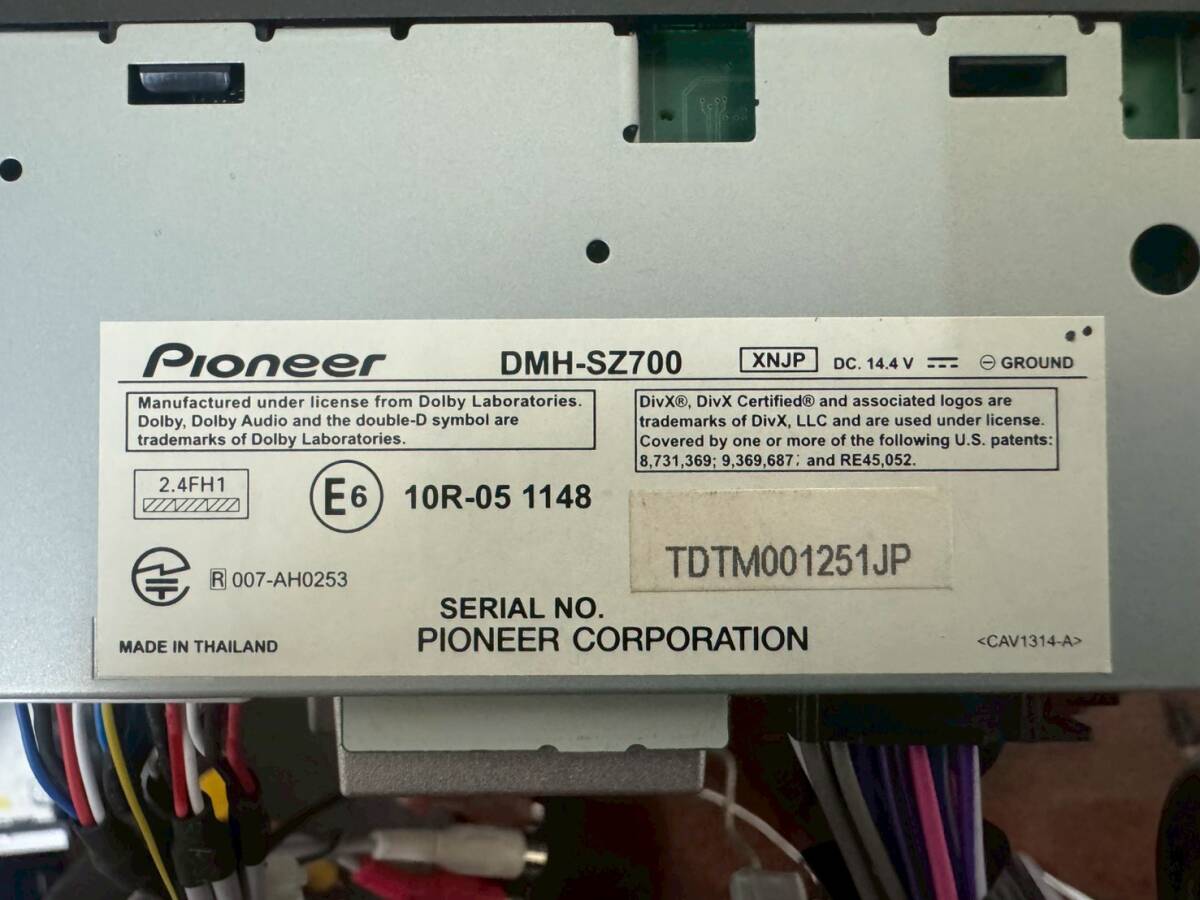 Pioneer DMH-SZ700 XNJP DC. 14.4 V ⎓ ⊖ GROUND
Manufactured under license from Dolby Laboratories.
Dolby, Dolby Audio and the double-D symbol are
trademarks of Dolby Laboratories.
DivX®, DivX Certified® and associated logos are
trademarks of DivX, LLC and are used under license.
Covered by one or more of the following U.S. patents:
8,731,369; 9,369,687; and RE45,052.
2.4FH1
E6 10R-05 1148
TDTM001251JP
R 007-AH0253
SERIAL NO.
MADE IN THAILAND PIONEER CORPORATION <CAV1314-A>